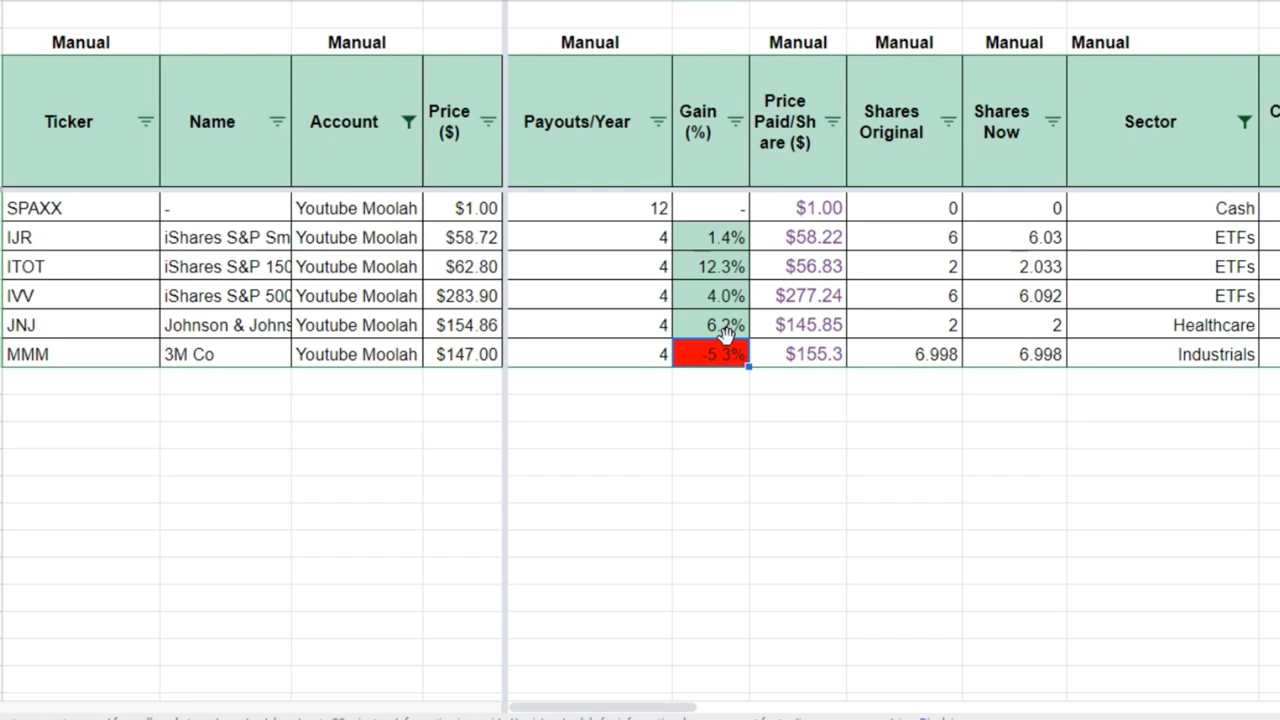 Manual Manual Manual Manual Manual Manual Manual
Ticker Name Account Price ($) Payouts/Year Gain (%) Price Paid/Share ($) Shares Original Shares Now Sector
SPAXX - Youtube Moolah $1.00 12 - $1.00 0 0 Cash
IJR iShares S&P Sm Youtube Moolah $58.72 4 1.4% $58.22 6 6.03 ETFs
ITOT iShares S&P 150 Youtube Moolah $62.80 4 12.3% $56.83 2 2.033 ETFs
IVV iShares S&P 500 Youtube Moolah $283.90 4 4.0% $277.24 6 6.092 ETFs
JNJ Johnson & Johns Youtube Moolah $154.86 4 6.2% $145.85 2 2 Healthcare
MMM 3M Co Youtube Moolah $147.00 4 -5.3% $155.3 6.998 6.998 Industrials